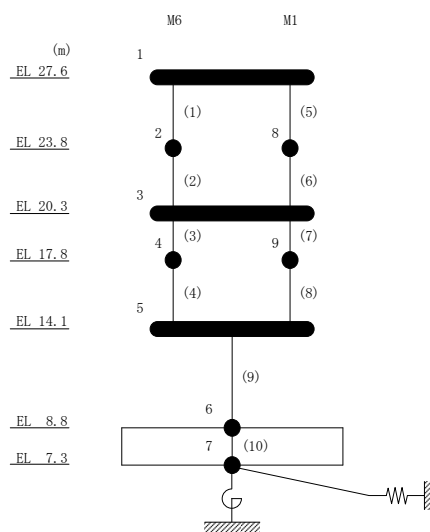 M6 M1
(m)
1
EL 27.6
(1) (5)
2 8
EL 23.8
(2) (6)
3
EL 20.3
(3) (7)
4 9
EL 17.8
(4) (8)
5
EL 14.1
(9)
6
EL 8.8
7 (10)
EL 7.3